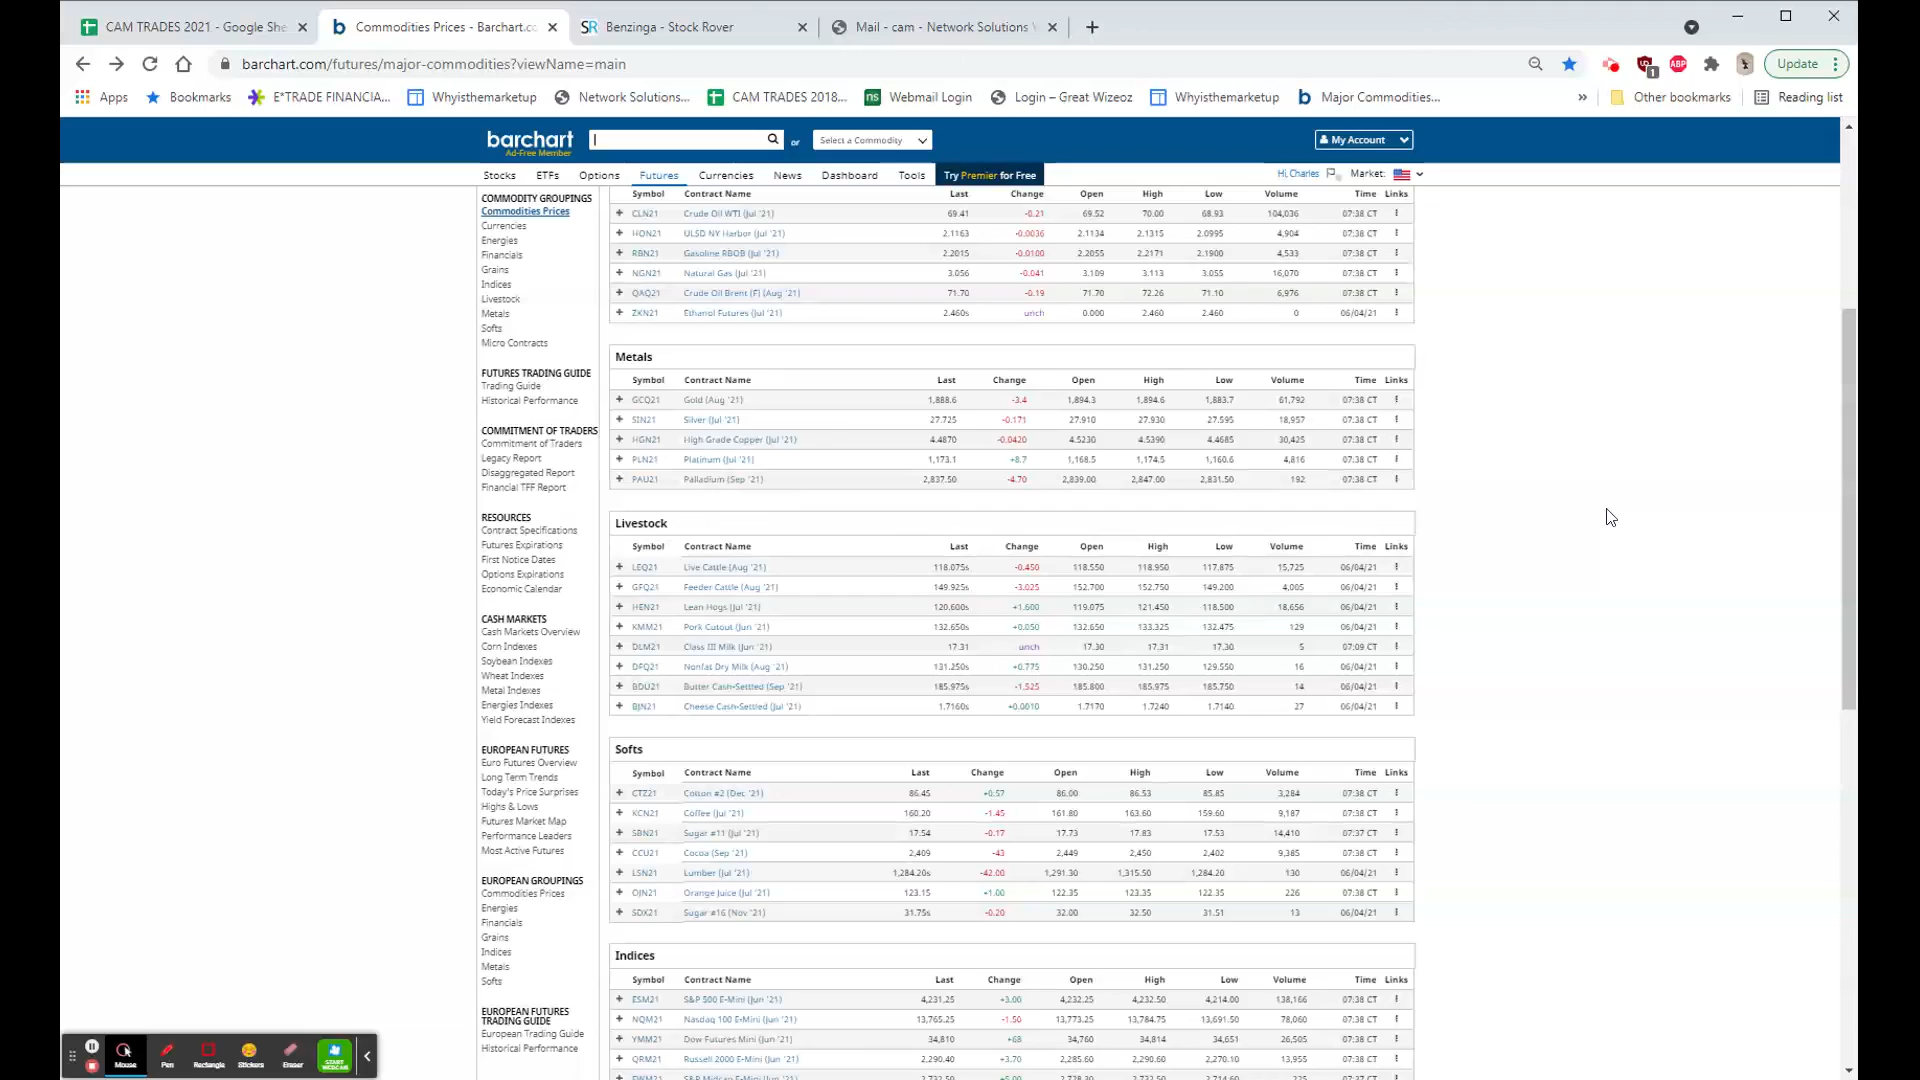 CAM TRADES 2021 - Google She
Commodities Prices - Barchart.co
Benzinga - Stock Rover
Mail - cam - Network Solutions
barchart.com/futures/major-commodities?viewName=main
Update
Apps Bookmarks E*TRADE FINANCIA... Whyisthemarketup Network Solutions... CAM TRADES 2018... Webmail Login Login – Great Wizeoz Whyisthemarketup Major Commodities... » Other bookmarks Reading list
barchart
Ad-Free Member
or
Select a Commodity
My Account
Stocks ETFs Options Currencies Futures News Dashboard Tools Try Premier for Free
Hi, Charles Market:
COMMODITY GROUPINGS
Commodities Prices
Currencies
Energies
Financials
Grains
Indices
Livestock
Metals
Softs
Micro Contracts
FUTURES TRADING GUIDE
Trading Guide
Historical Performance
COMMITMENT OF TRADERS
Commitment of Traders
Legacy Report
Disaggregated Report
Financial TFF Report
RESOURCES
Contract Specifications
Futures Expirations
First Notice Dates
Options Expirations
Economic Calendar
CASH MARKETS
Cash Markets Overview
Corn Indexes
Soybean Indexes
Wheat Indexes
Metal Indexes
Energies Indexes
Yield Forecast Indexes
EUROPEAN FUTURES
Euro Futures Overview
Long Term Trends
Today's Price Surprises
Highs & Lows
Futures Market Map
Performance Leaders
Most Active Futures
EUROPEAN GROUPINGS
Commodities Prices
Energies
Financials
Grains
Indices
Metals
Softs
EUROPEAN FUTURES
TRADING GUIDE
European Trading Guide
Historical Performance
Symbol Contract Name Last Change Open High Low Volume Time Links
+ CLN21 Crude Oil WTI (Jul '21) 69.41 -0.21 69.52 70.00 68.93 104,036 07:38 CT
+ HON21 ULSD NY Harbor (Jul '21) 2.1163 -0.0036 2.1134 2.1315 2.0995 4,904 07:38 CT
+ RBN21 Gasoline RBOB (Jul '21) 2.2015 -0.0100 2.2055 2.2171 2.1900 4,533 07:38 CT
+ NGN21 Natural Gas (Jul '21) 3.056 -0.041 3.109 3.113 3.055 16,070 07:38 CT
+ QAQ21 Crude Oil Brent (F) (Aug '21) 71.70 -0.19 71.70 72.26 71.10 6,976 07:38 CT
+ ZKN21 Ethanol Futures (Jul '21) 2.460s unch 0.000 2.460 2.460 0 06/04/21
Metals
Symbol Contract Name Last Change Open High Low Volume Time Links
+ GCQ21 Gold (Aug '21) 1,888.6 -3.4 1,894.3 1,894.6 1,883.7 61,792 07:38 CT
+ SIN21 Silver (Jul '21) 27.725 -0.171 27.910 27.930 27.595 18,957 07:38 CT
+ HGN21 High Grade Copper (Jul '21) 4.4870 -0.0420 4.5230 4.5390 4.4685 30,425 07:38 CT
+ PLN21 Platinum (Jul '21) 1,173.1 +8.7 1,168.5 1,174.5 1,160.6 4,816 07:38 CT
+ PAU21 Palladium (Sep '21) 2,837.50 -4.70 2,839.00 2,847.00 2,831.50 192 07:38 CT
Livestock
Symbol Contract Name Last Change Open High Low Volume Time Links
+ LEQ21 Live Cattle (Aug '21) 118.075s -0.450 118.550 118.950 117.875 15,725 06/04/21
+ GFQ21 Feeder Cattle (Aug '21) 149.925s -3.025 152.700 152.750 149.200 4,005 06/04/21
+ HEN21 Lean Hogs (Jul '21) 120.600s +1.600 119.075 121.450 118.500 18,656 06/04/21
+ KMM21 Pork Cutout (Jun '21) 132.650s +0.050 132.650 133.325 132.475 129 06/04/21
+ DLM21 Class III Milk (Jun '21) 17.31 unch 17.30 17.31 17.30 5 07:09 CT
+ DFQ21 Nonfat Dry Milk (Aug '21) 131.250s +0.775 130.250 131.250 129.550 16 06/04/21
+ BDU21 Butter Cash-Settled (Sep '21) 185.975s -1.525 185.800 185.975 185.750 14 06/04/21
+ BJN21 Cheese Cash-Settled (Jul '21) 1.7160s +0.0010 1.7170 1.7240 1.7140 27 06/04/21
Softs
Symbol Contract Name Last Change Open High Low Volume Time Links
+ CTZ21 Cotton #2 (Dec '21) 86.45 +0.57 86.00 86.53 85.85 3,284 07:38 CT
+ KCN21 Coffee (Jul '21) 160.20 -1.45 161.80 163.60 159.60 9,187 07:38 CT
+ SBN21 Sugar #11 (Jul '21) 17.54 -0.17 17.73 17.83 17.53 14,410 07:37 CT
+ CCU21 Cocoa (Sep '21) 2,409 -43 2,449 2,450 2,402 9,385 07:38 CT
+ LSN21 Lumber (Jul '21) 1,284.20s -42.00 1,291.30 1,315.50 1,284.20 130 06/04/21
+ OJN21 Orange Juice (Jul '21) 123.15 +1.00 122.35 123.35 122.35 226 07:38 CT
+ SDX21 Sugar #16 (Nov '21) 31.75s -0.20 32.00 32.50 31.51 13 06/04/21
Indices
Symbol Contract Name Last Change Open High Low Volume Time Links
+ ESM21 S&P 500 E-Mini (Jun '21) 4,231.25 +3.00 4,232.25 4,232.50 4,214.00 138,166 07:38 CT
+ NQM21 Nasdaq 100 E-Mini (Jun '21) 13,765.25 -1.50 13,773.25 13,784.75 13,691.50 78,060 07:38 CT
+ YMM21 Dow Futures Mini (Jun '21) 34,810 +68 34,760 34,814 34,651 26,505 07:38 CT
+ QRM21 Russell 2000 E-Mini (Jun '21) 2,290.40 +3.70 2,285.60 2,290.60 2,270.10 13,955 07:38 CT
Mouse Pen Rectangle Stickers Eraser START WEBCAM